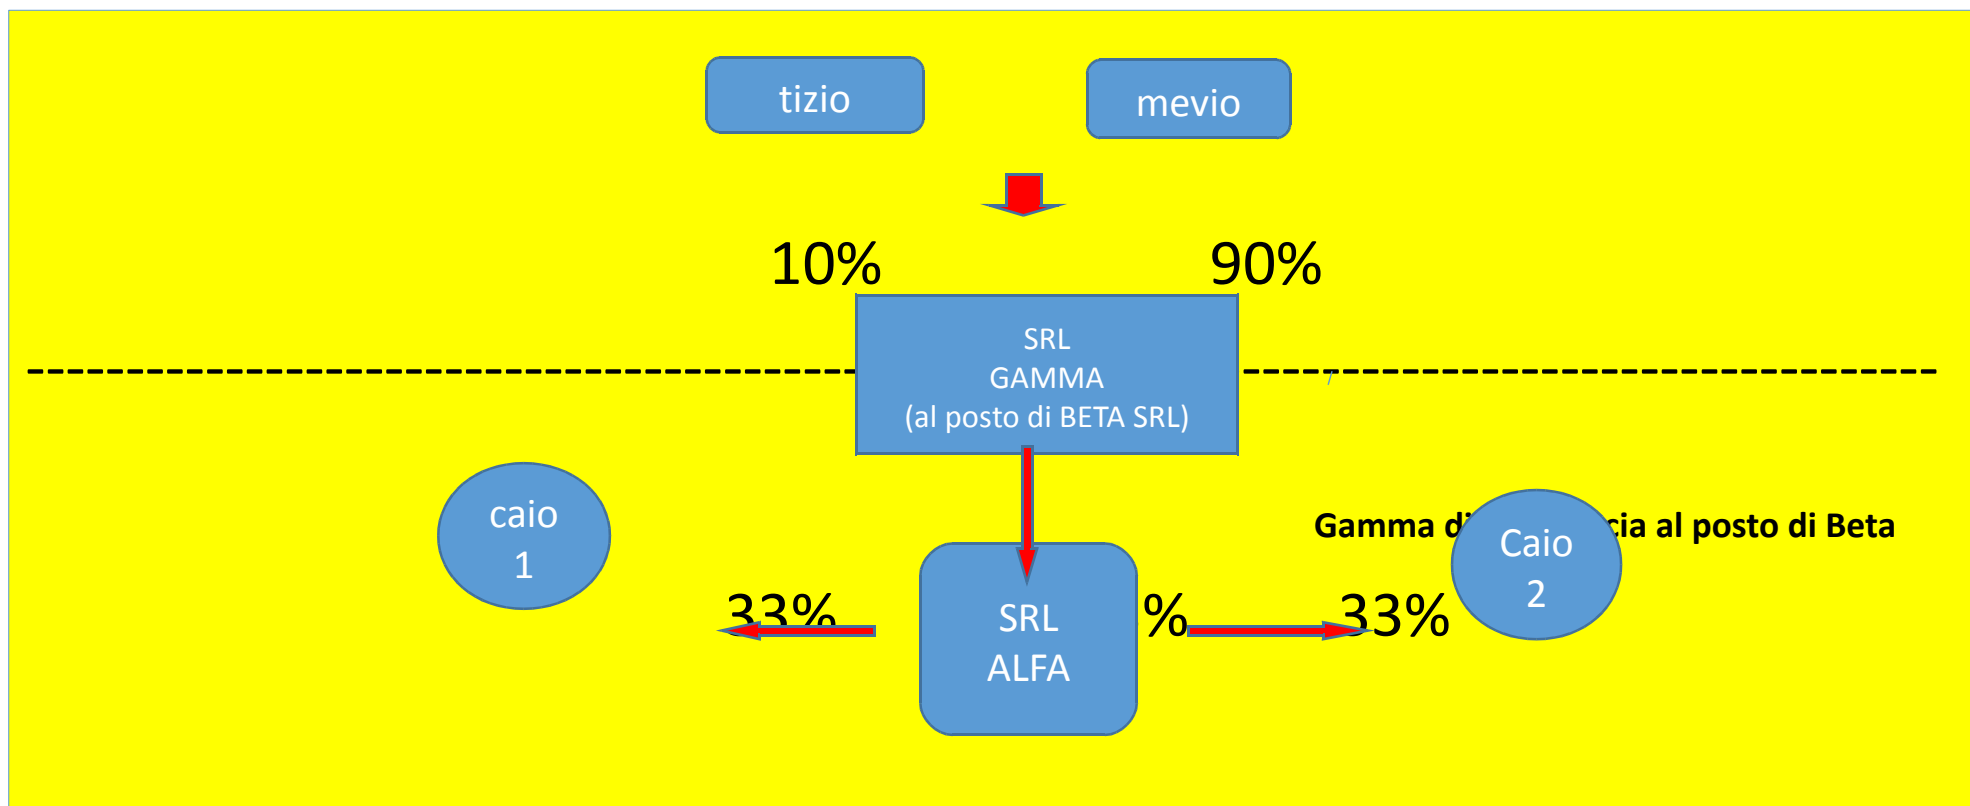 tizio
mevio
10%
90%
SRL
GAMMA
(al posto di BETA SRL)
caio
1
Gamma al posto di Beta
Caio
2
33%
SRL
ALFA
%
33%